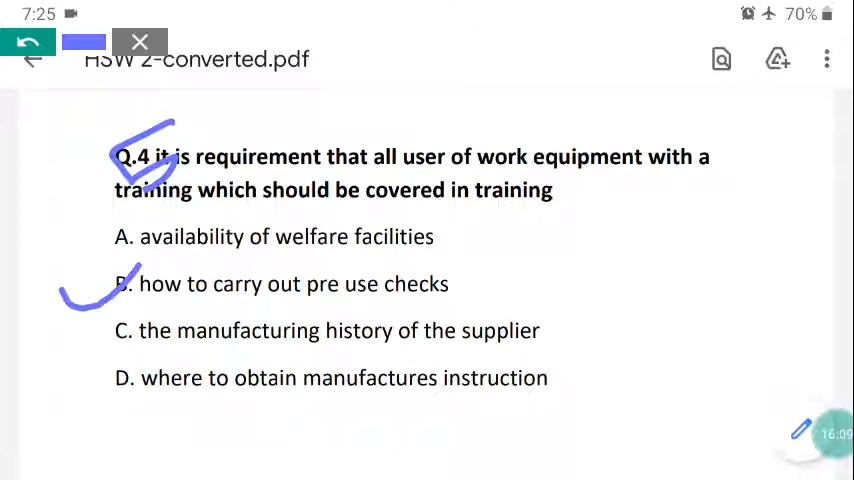 7:25 70%
HSW 2-converted.pdf
5
Q.4 it is requirement that all user of work equipment with a
training which should be covered in training
A. availability of welfare facilities
B. how to carry out pre use checks
C. the manufacturing history of the supplier
D. where to obtain manufactures instruction
16:09